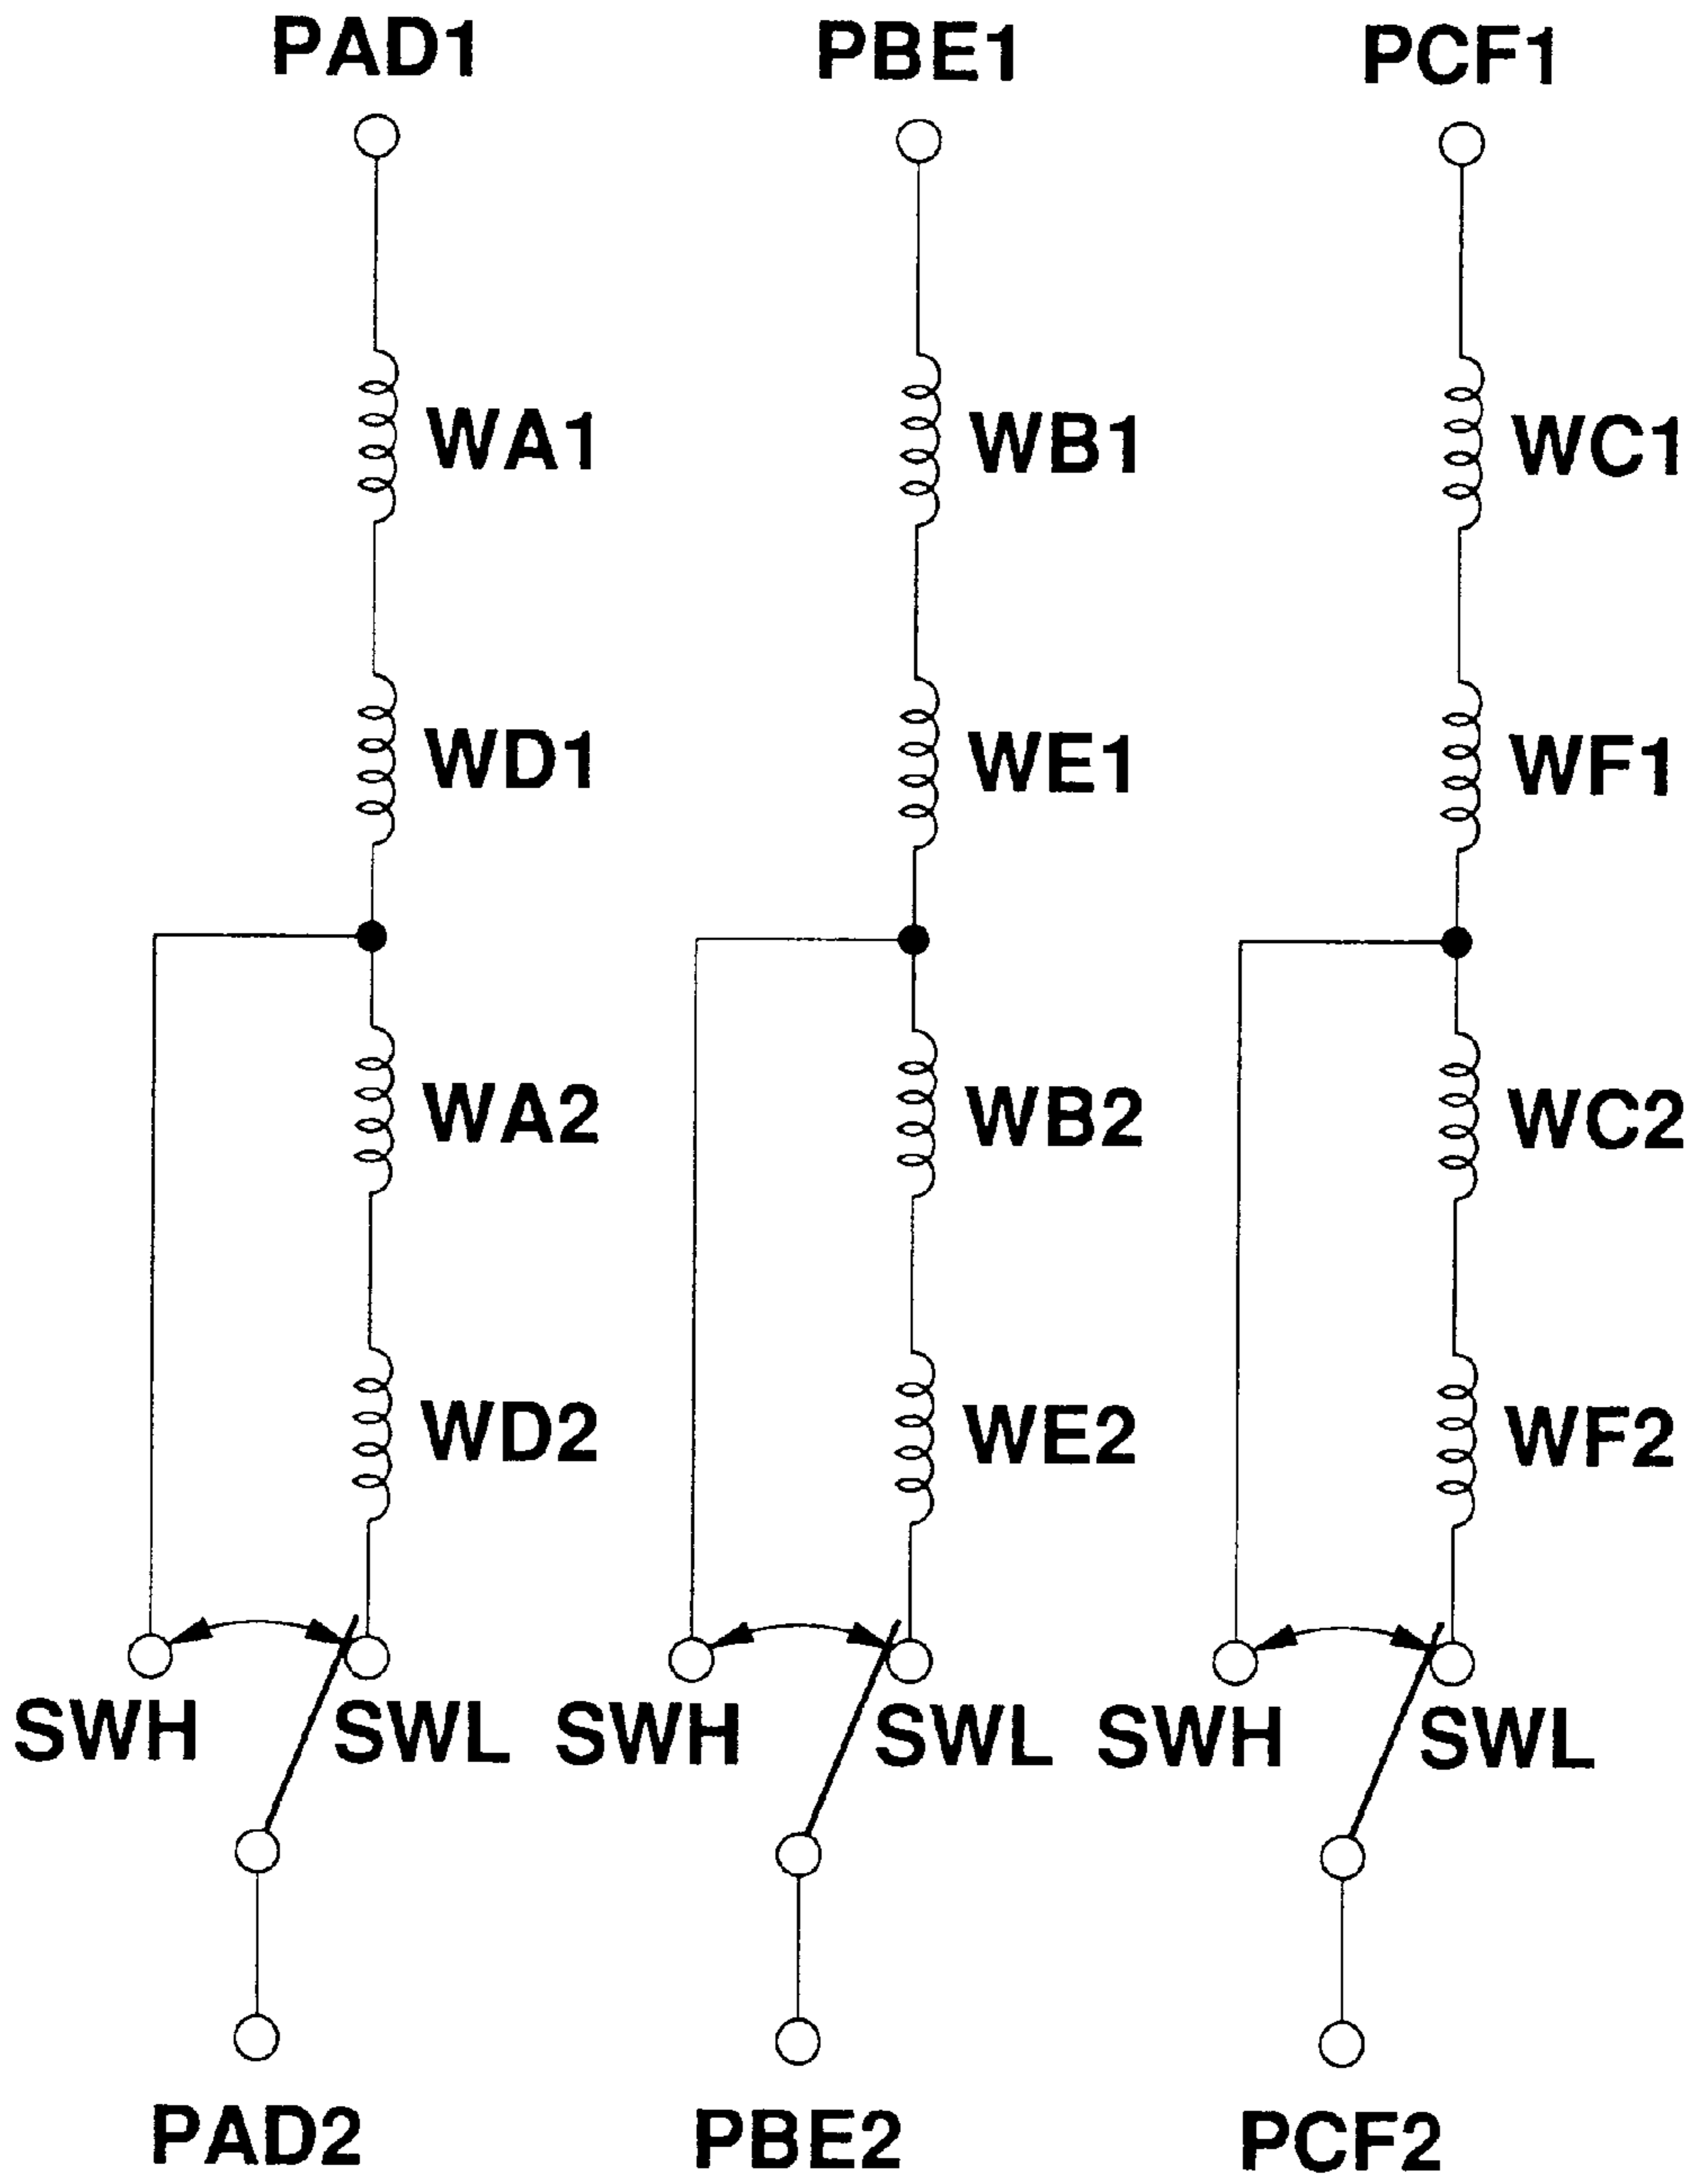 PAD1 PBE1 PCF1
WA1 WB1 WC1
WD1 WE1 WF1
WA2 WB2 WC2
WD2 WE2 WF2
SWH SWL SWH SWL SWH SWL
PAD2 PBE2 PCF2